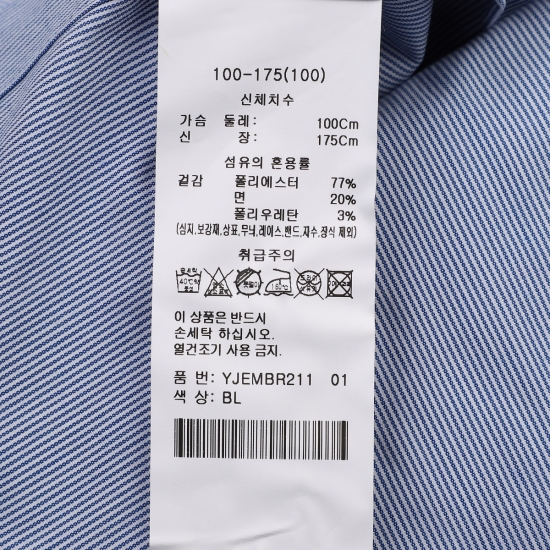 100-175(100)
신체치수
가슴 둘레: 100Cm
신 장: 175Cm
섬유의 혼용률
겉감 폴리에스터 77%
면 20%
폴리우레탄 3%
(심지,보강재,상표,무늬,레이스,밴드,자수,장식 제외)
취급주의
이 상품은 반드시
손세탁 하십시오.
열건조기 사용 금지.
품 번: YJEMBR211 01
색 상: BL